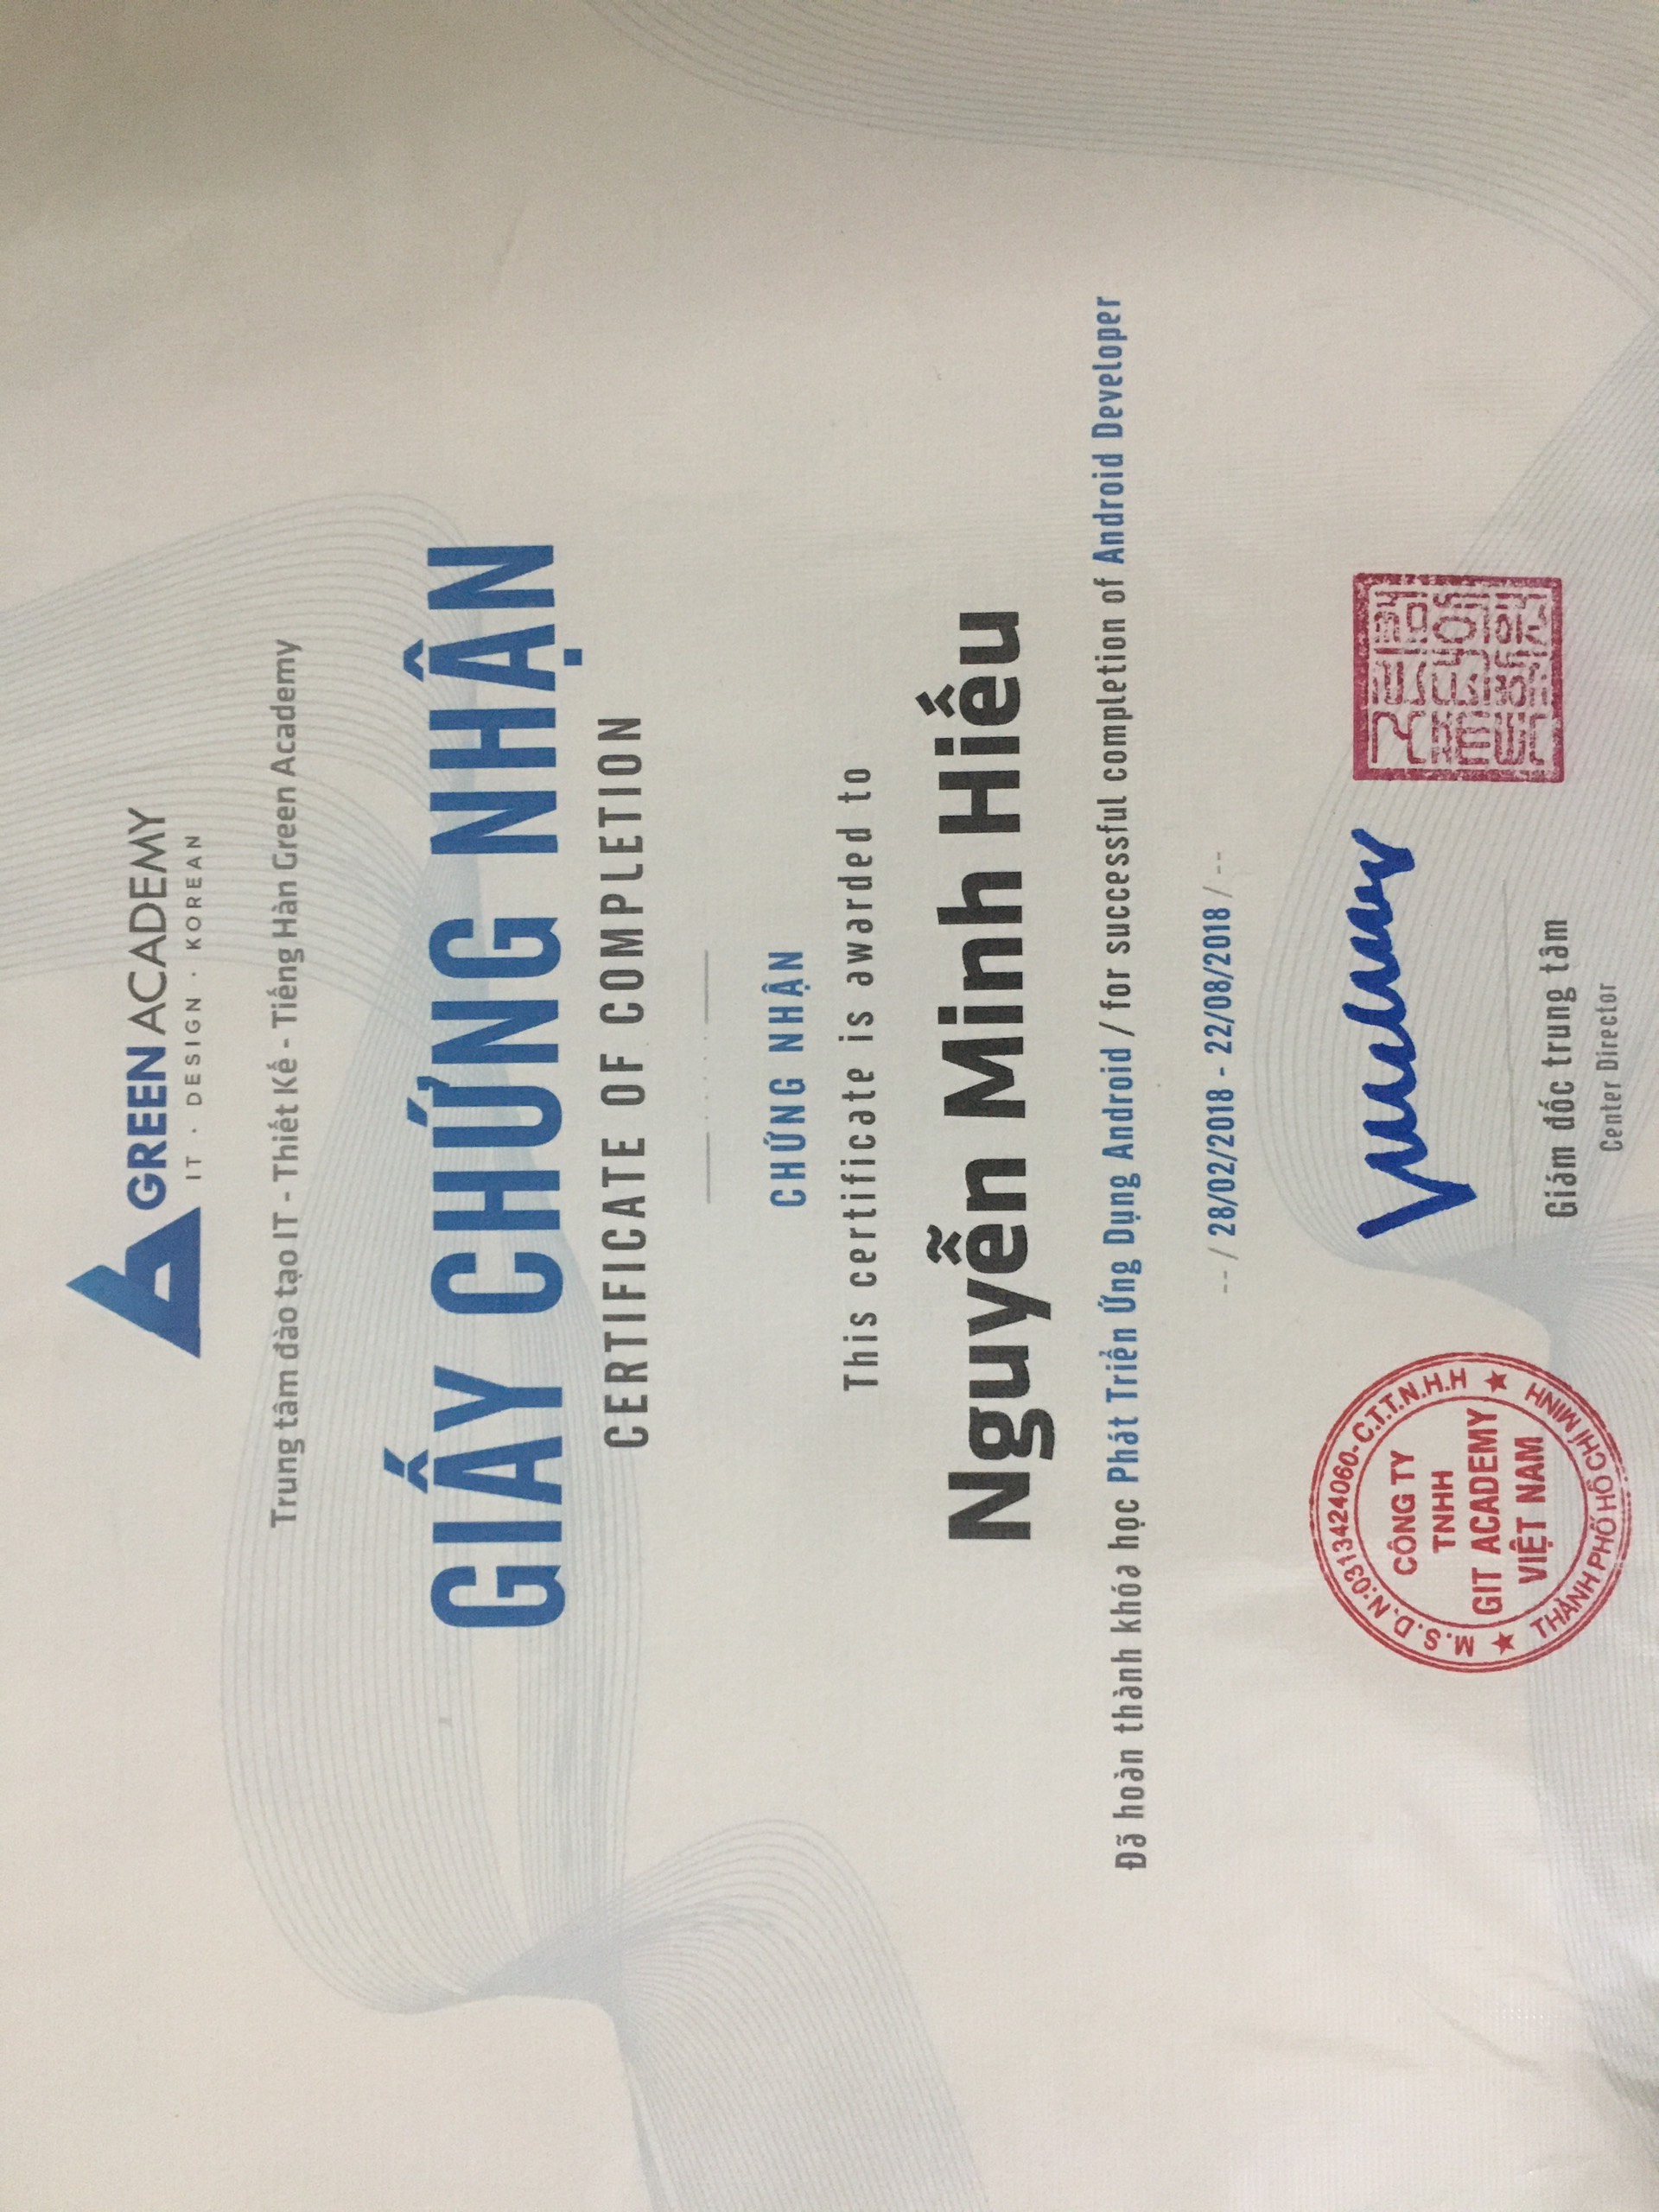 GREEN ACADEMY
IT · DESIGN · KOREAN
Trung tâm đào tạo IT - Thiết Kế - Tiếng Hàn Green Academy
GIẤY CHỨNG NHẬN
CERTIFICATE OF COMPLETION
CHỨNG NHẬN
This certificate is awarded to
Nguyễn Minh Hiếu
Đã hoàn thành khóa học Phát Triển Ứng Dụng Android / for successful completion of Android Developer
-- / 28/02/2018 - 22/08/2018 / --
M.S.D.N:0313424060-C.T.T.N.H.H
CÔNG TY
TNHH
GIT ACADEMY
VIỆT NAM
★ THÀNH PHỐ HỒ CHÍ MINH ★
Giám đốc trung tâm
Center Director